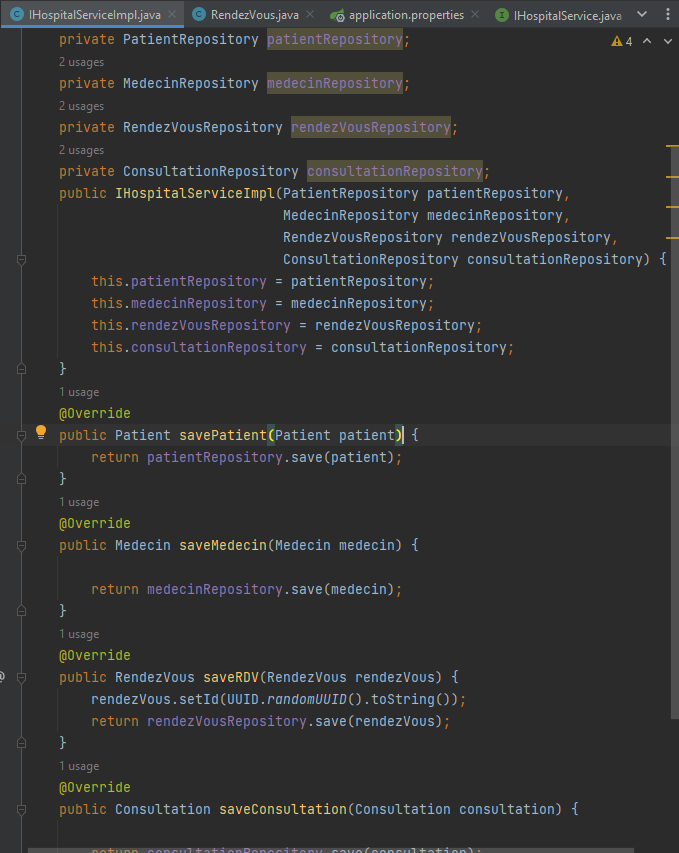 IHospitalServiceImpl.java RendezVous.java application.properties IHospitalService.java
private PatientRepository patientRepository; 4
2 usages
private MedecinRepository medecinRepository;
2 usages
private RendezVousRepository rendezVousRepository;
2 usages
private ConsultationRepository consultationRepository;
public IHospitalServiceImpl(PatientRepository patientRepository,
MedecinRepository medecinRepository,
RendezVousRepository rendezVousRepository,
ConsultationRepository consultationRepository) {
this.patientRepository = patientRepository;
this.medecinRepository = medecinRepository;
this.rendezVousRepository = rendezVousRepository;
this.consultationRepository = consultationRepository;
}
1 usage
@Override
public Patient savePatient(Patient patient) {
return patientRepository.save(patient);
}
1 usage
@Override
public Medecin saveMedecin(Medecin medecin) {
return medecinRepository.save(medecin);
}
1 usage
@Override
public RendezVous saveRDV(RendezVous rendezVous) {
rendezVous.setId(UUID.randomUUID().toString());
return rendezVousRepository.save(rendezVous);
}
1 usage
@Override
public Consultation saveConsultation(Consultation consultation) {
return consultationRepository.save(consultation);